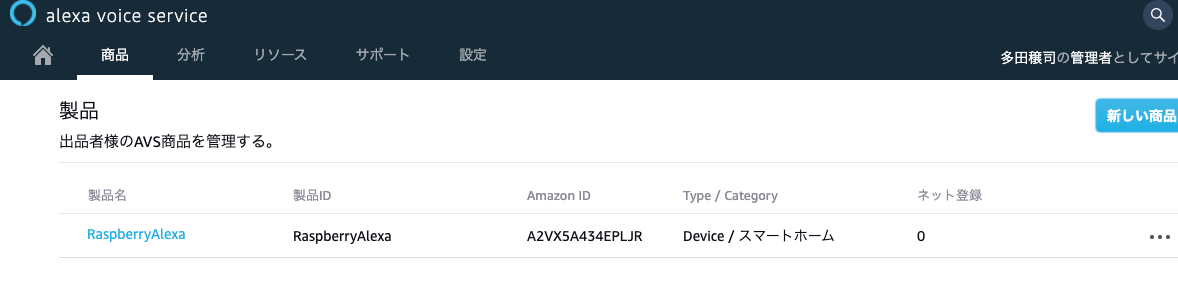 alexa voice service
商品 分析 リソース サポート 設定
多田穣司の管理者としてサイ
製品
新しい商品
出品者様のAVS商品を管理する。
製品名 製品ID Amazon ID Type / Category ネット登録
RaspberryAlexa RaspberryAlexa A2VX5A434EPLJR Device / スマートホーム 0